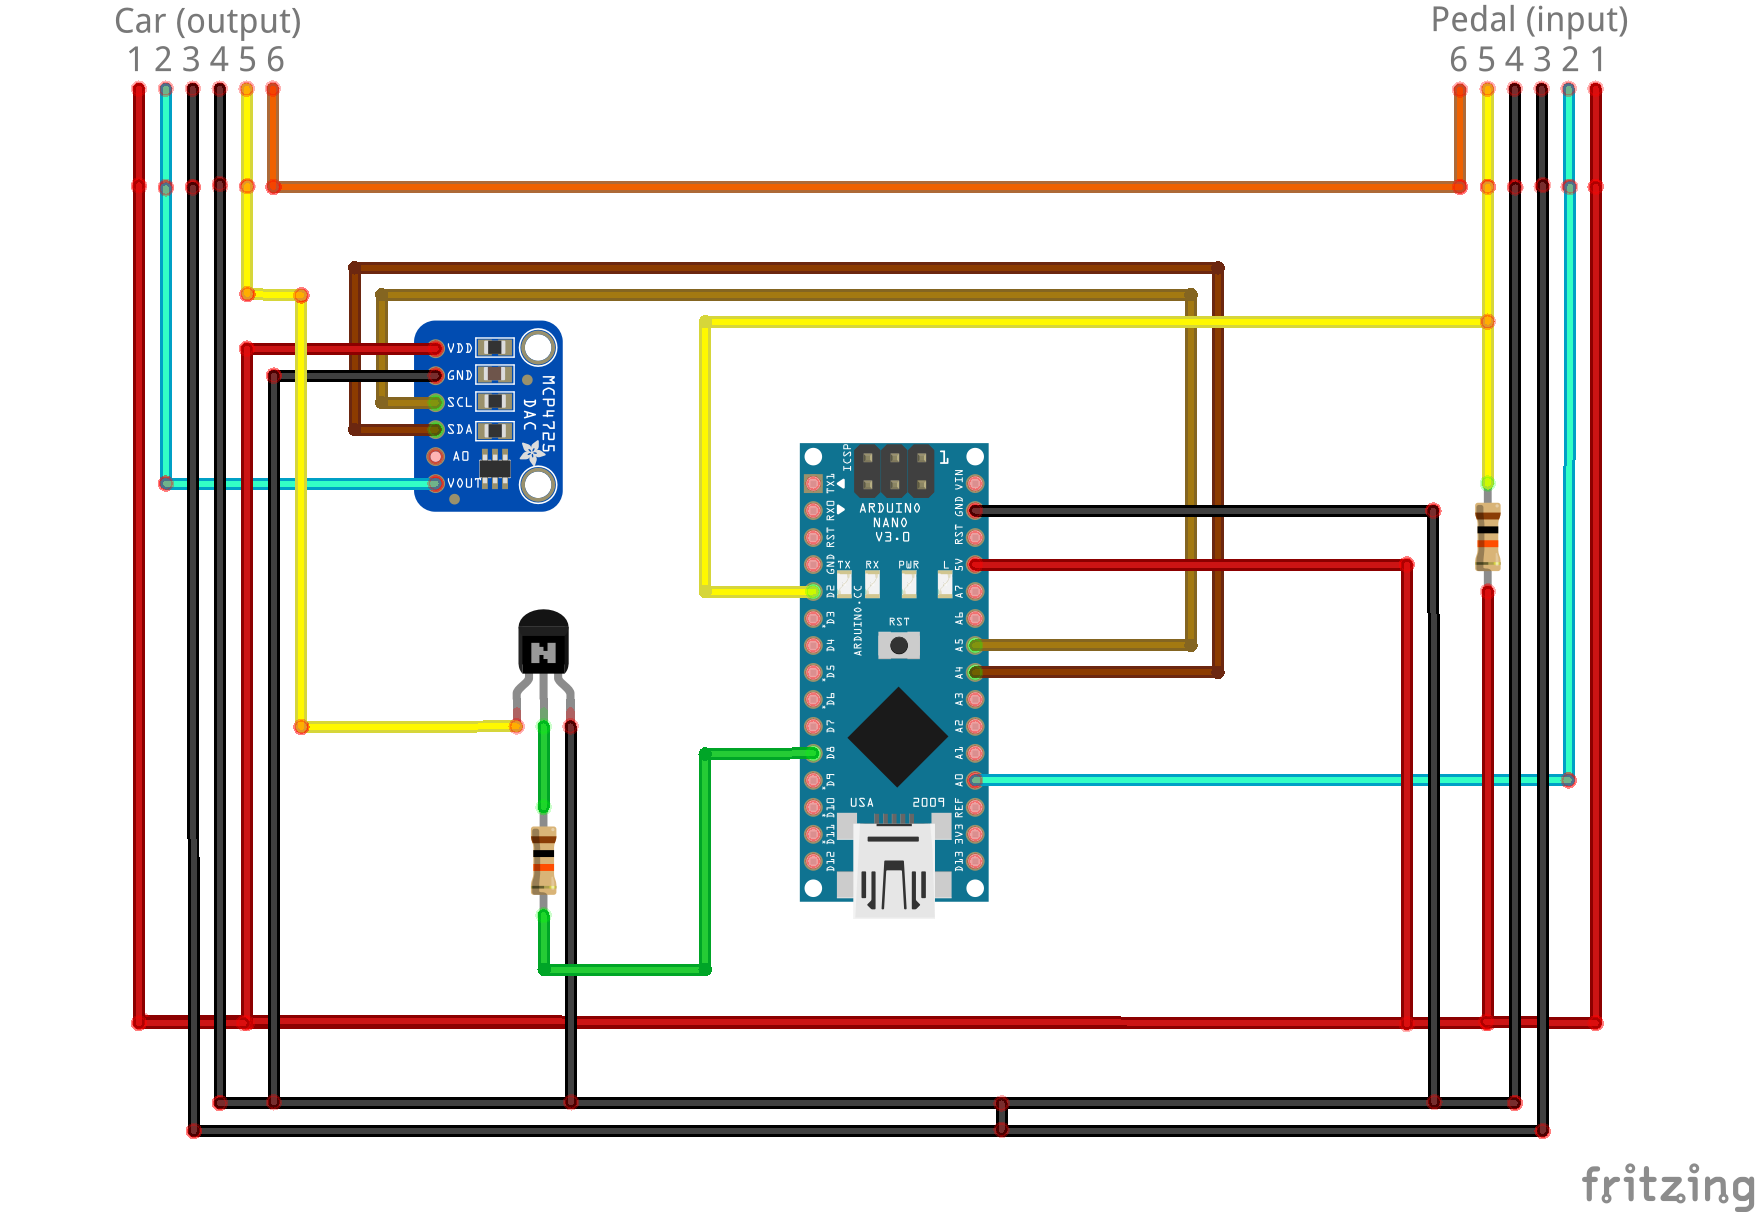 Car (output)
1 2 3 4 5 6
Pedal (input)
6 5 4 3 2 1
VDD
GND
SCL
SDA
A0
VOUT
MCP4725
DAC
ICSP
1
ARDUINO
NANO
V3.0
TX RX PWR L
ARDUINO.CC
RST
USA 2009
TX1
RX0
RST
GND
D2
D3
D4
D5
D6
D7
D8
D9
D10
D11
D12
VIN
GND
RST
5V
A7
A6
A5
A4
A3
A2
A1
A0
REF
3V3
D13
N
fritzing